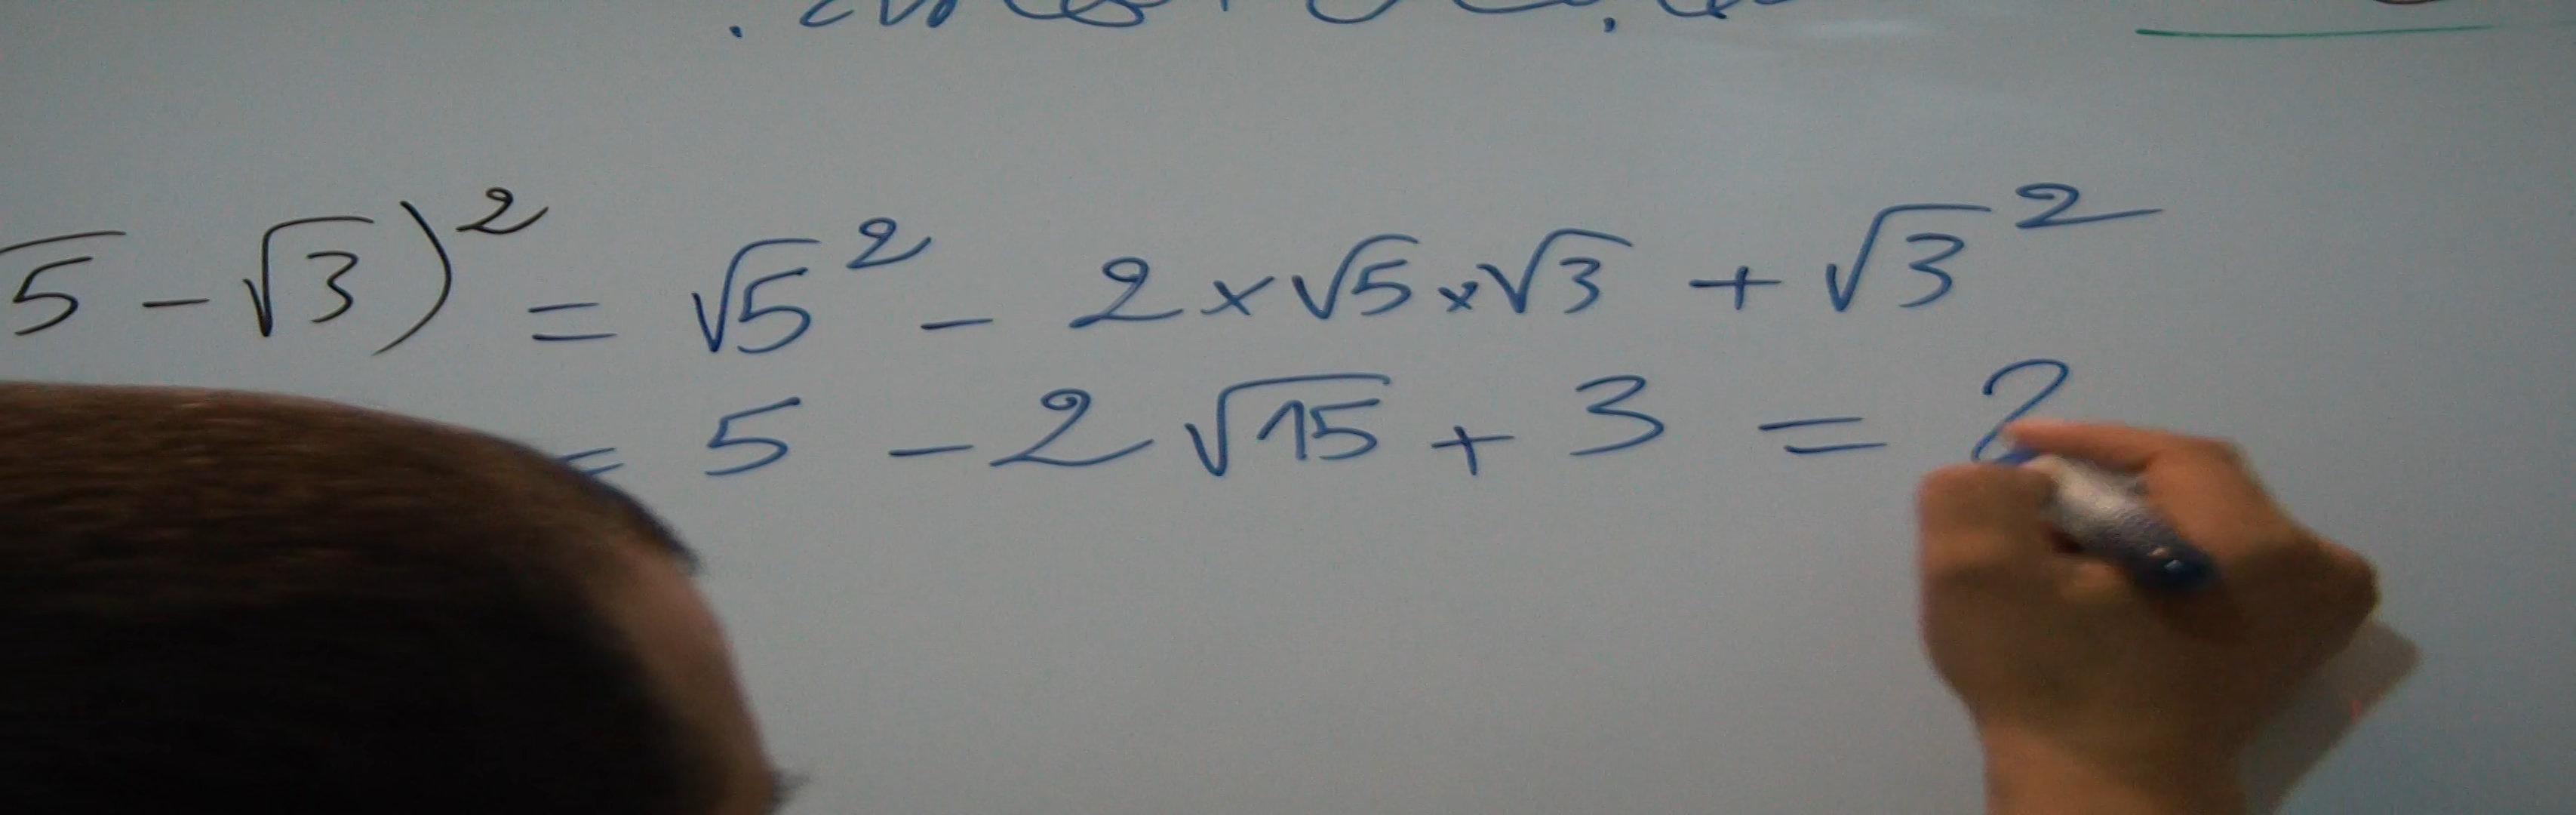 √5 - √3)² = √5² - 2×√5×√3 + √3²
= 5 - 2√15 + 3 =